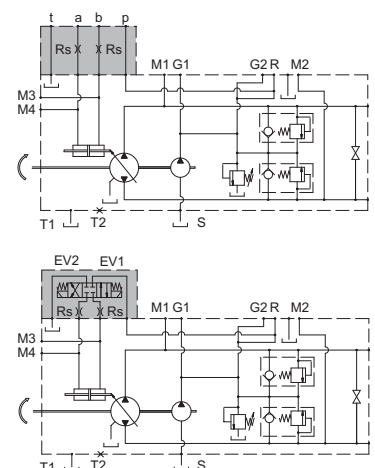 t a b p
Rs Rs
M1 G1 G2 R M2
M3
M4
T1 T2 S
EV2 EV1
Rs Rs
M1 G1 G2 R M2
M3
M4
T1 T2 S